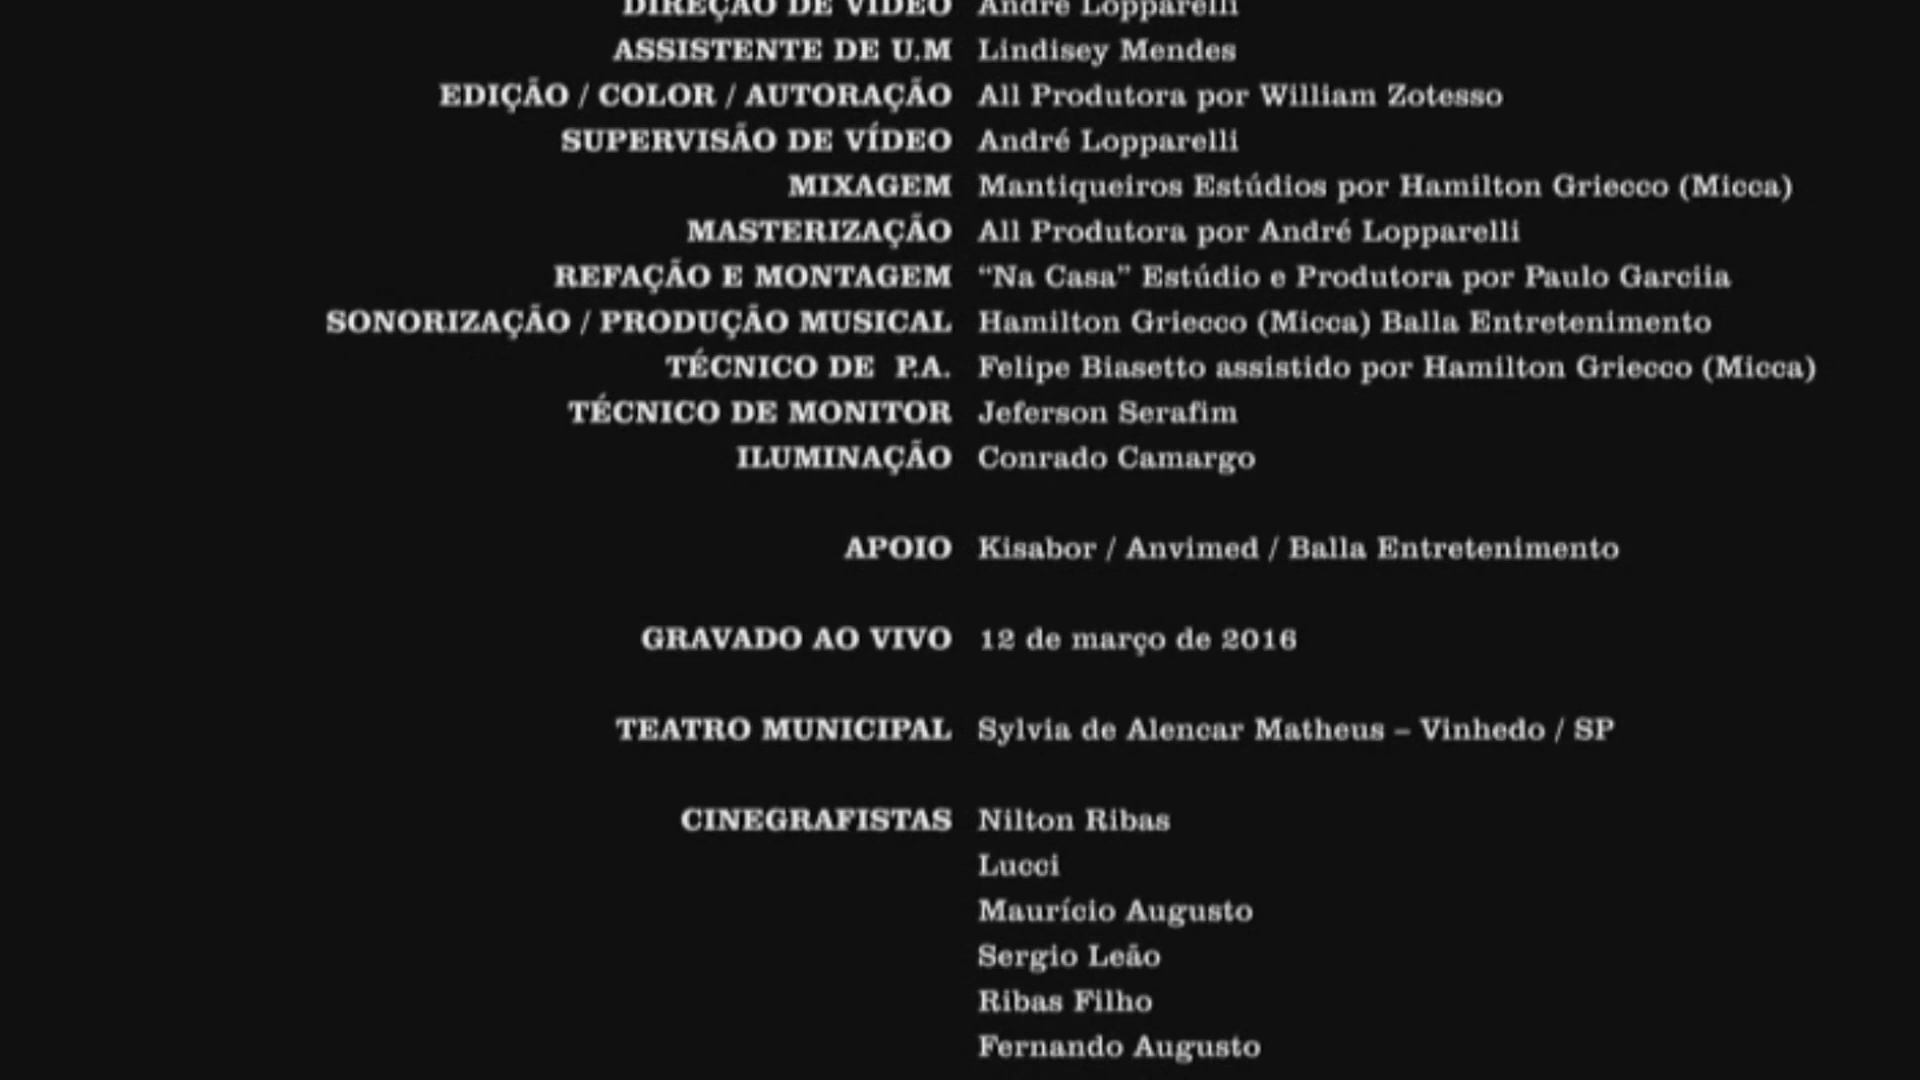 DIREÇÃO DE VÍDEO André Lopparelli
ASSISTENTE DE U.M Lindisey Mendes
EDIÇÃO / COLOR / AUTORAÇÃO All Produtora por William Zotesso
SUPERVISÃO DE VÍDEO André Lopparelli
MIXAGEM Mantiqueiros Estúdios por Hamilton Griecco (Micca)
MASTERIZAÇÃO All Produtora por André Lopparelli
REFAÇÃO E MONTAGEM “Na Casa” Estúdio e Produtora por Paulo Garciia
SONORIZAÇÃO / PRODUÇÃO MUSICAL Hamilton Griecco (Micca) Balla Entretenimento
TÉCNICO DE P.A. Felipe Biasetto assistido por Hamilton Griecco (Micca)
TÉCNICO DE MONITOR Jeferson Serafim
ILUMINAÇÃO Conrado Camargo
APOIO Kisabor / Anvimed / Balla Entretenimento
GRAVADO AO VIVO 12 de março de 2016
TEATRO MUNICIPAL Sylvia de Alencar Matheus – Vinhedo / SP
CINEGRAFISTAS Nilton Ribas
Lucci
Maurício Augusto
Sergio Leão
Ribas Filho
Fernando Augusto